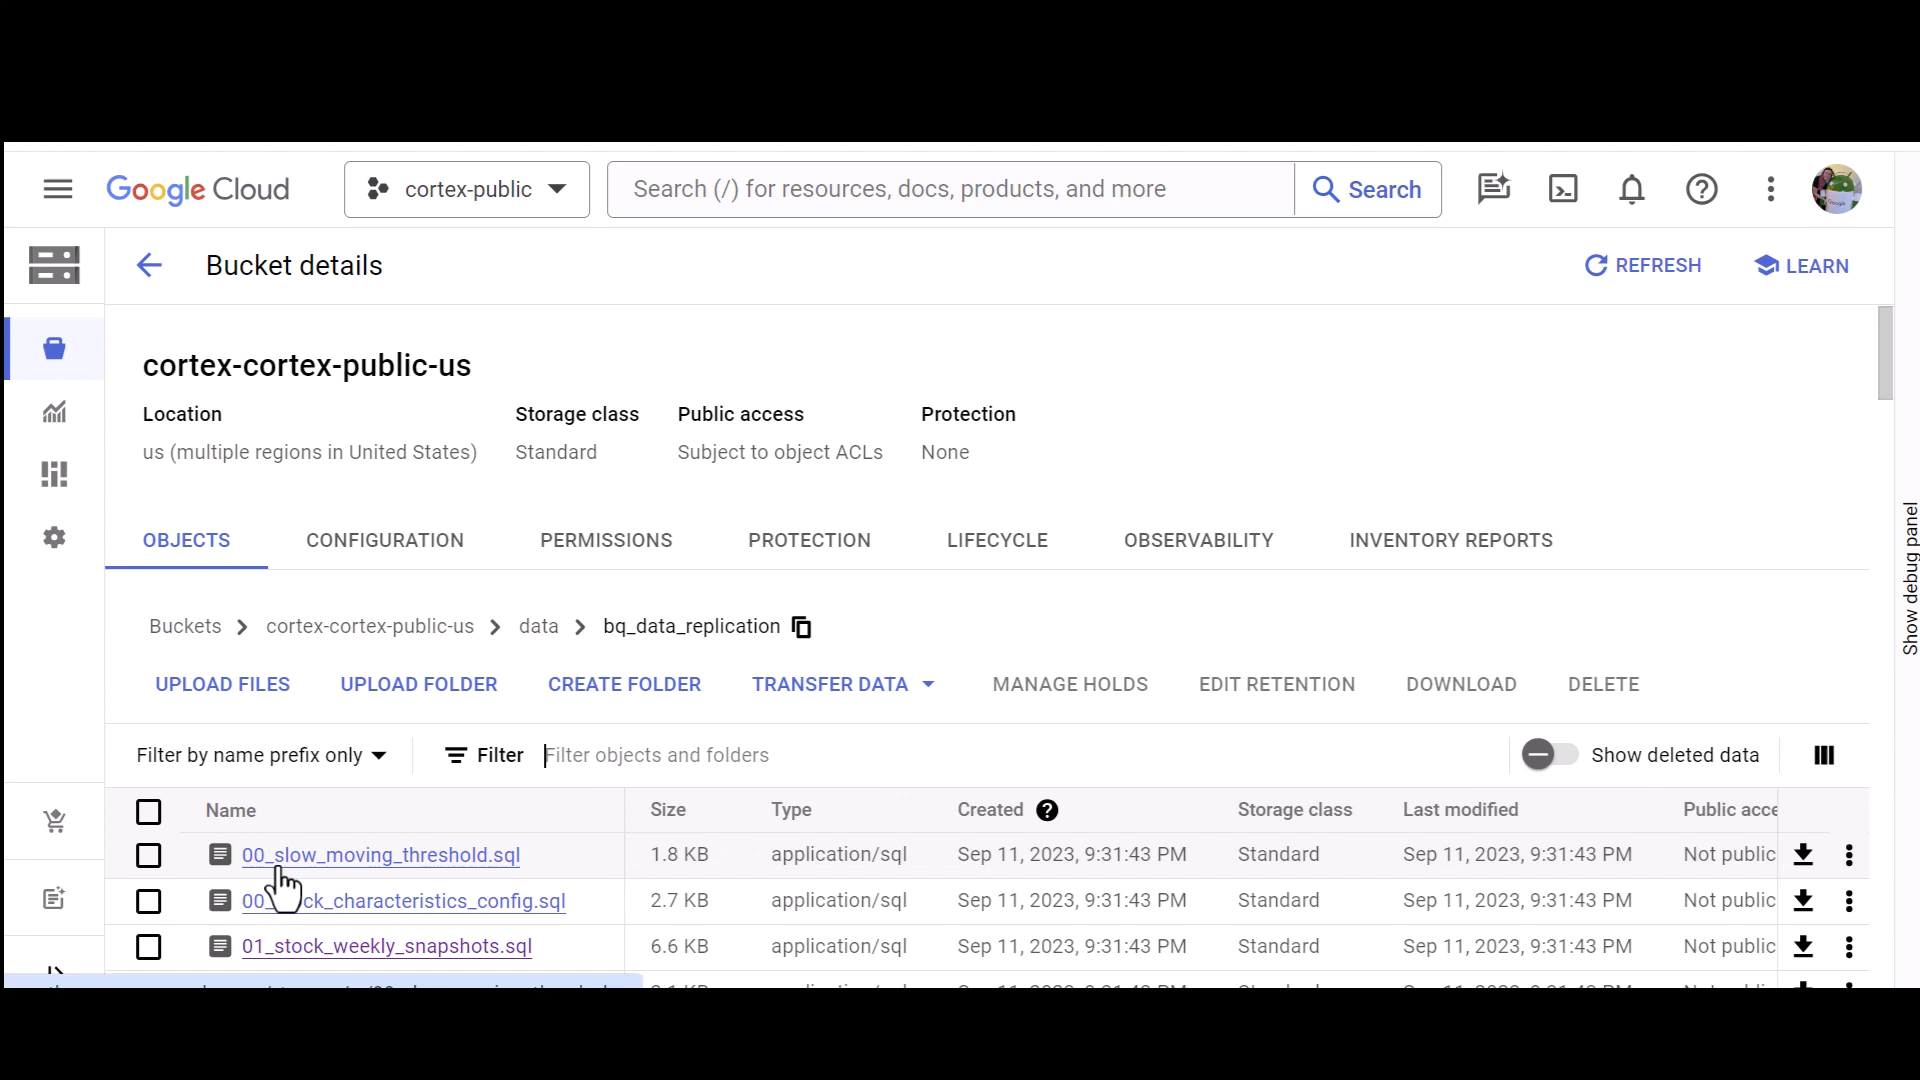 Google Cloud cortex-public Search (/) for resources, docs, products, and more Search
Bucket details REFRESH LEARN
cortex-cortex-public-us
Location Storage class Public access Protection
us (multiple regions in United States) Standard Subject to object ACLs None
OBJECTS CONFIGURATION PERMISSIONS PROTECTION LIFECYCLE OBSERVABILITY INVENTORY REPORTS
Show debug panel
Buckets cortex-cortex-public-us data bq_data_replication
UPLOAD FILES UPLOAD FOLDER CREATE FOLDER TRANSFER DATA MANAGE HOLDS EDIT RETENTION DOWNLOAD DELETE
Filter by name prefix only Filter Filter objects and folders Show deleted data
Name Size Type Created Storage class Last modified Public acce
00_slow_moving_threshold.sql 1.8 KB application/sql Sep 11, 2023, 9:31:43 PM Standard Sep 11, 2023, 9:31:43 PM Not public
ck_characteristics_config.sql 2.7 KB application/sql Sep 11, 2023, 9:31:43 PM Standard Sep 11, 2023, 9:31:43 PM Not public
01_stock_weekly_snapshots.sql 6.6 KB application/sql Sep 11, 2023, 9:31:43 PM Standard Sep 11, 2023, 9:31:43 PM Not public